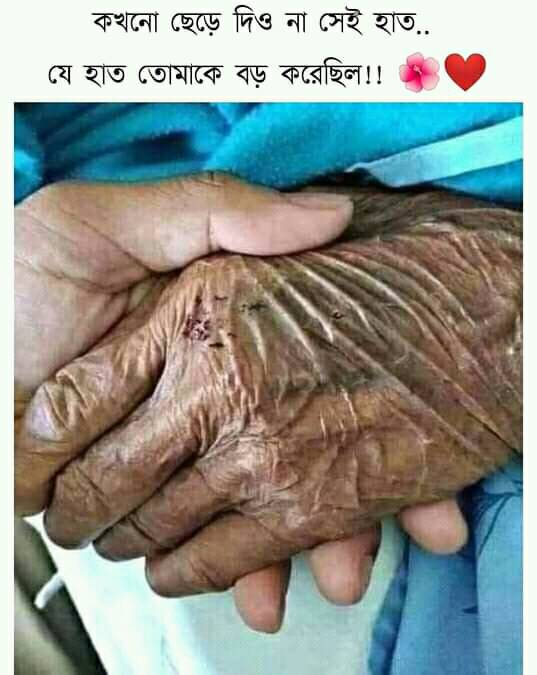 কখনো ছেড়ে দিও না সেই হাত..
যে হাত তোমাকে বড় করেছিল!! 🌺❤️